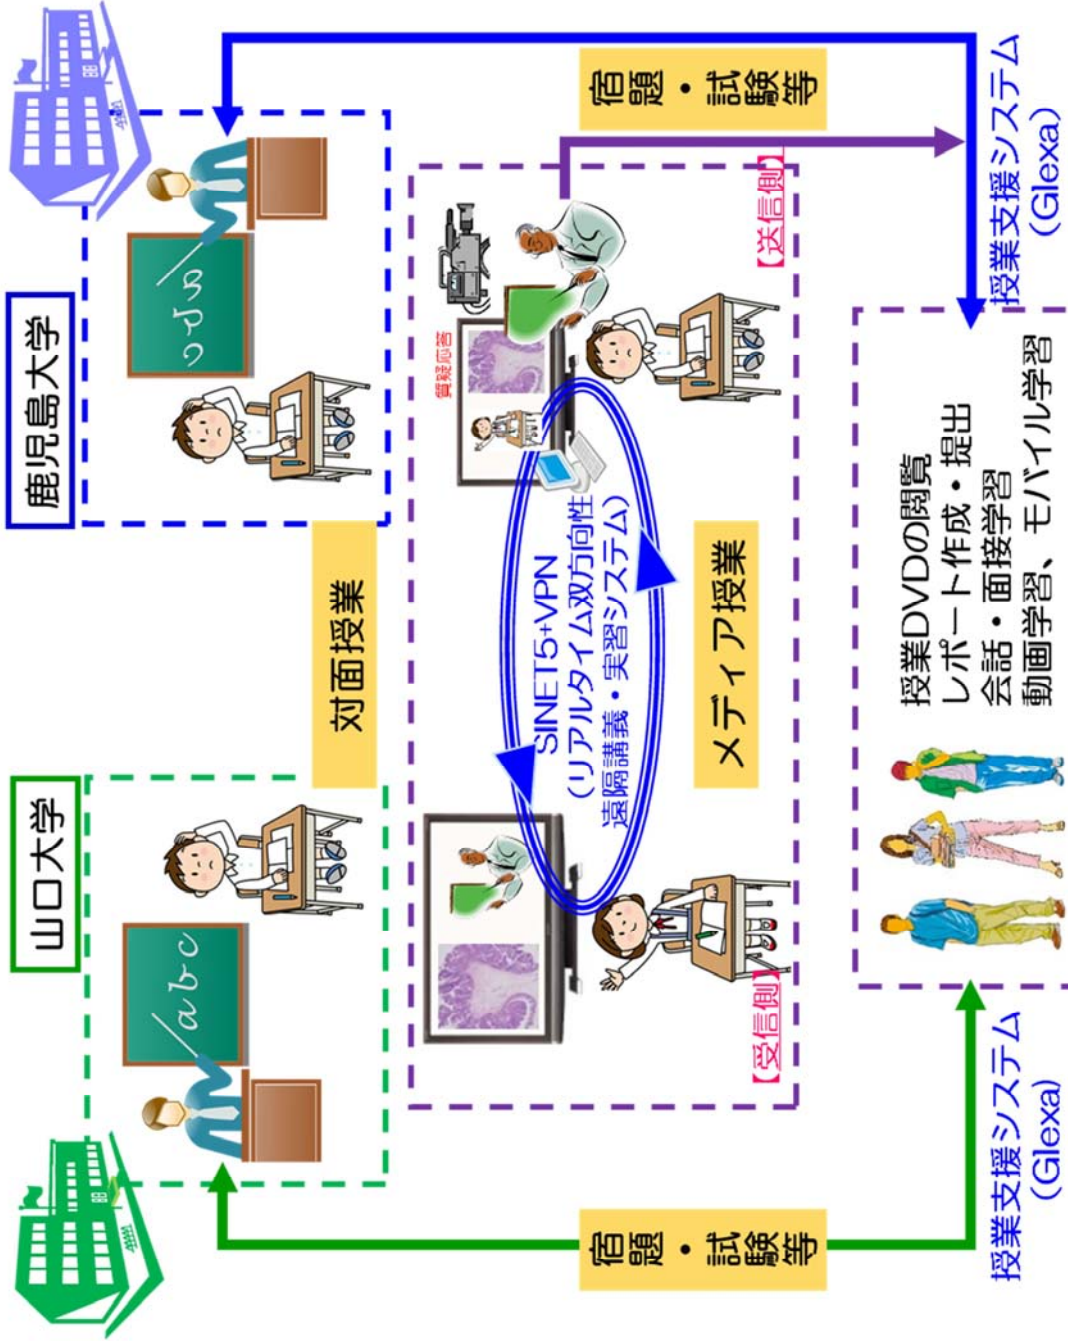 山口大学
鹿児島大学
abc
対面授業
質疑応答
SINET5+VPN
(リアルタイム双方向性
遠隔講義・実習システム)
メディア授業
【受信側】
【送信側】
宿題・試験等
宿題・試験等
授業支援システム
(Glexa)
授業DVDの閲覧
レポート作成・提出
会話・面接学習
動画学習、モバイル学習
授業支援システム
(Glexa)